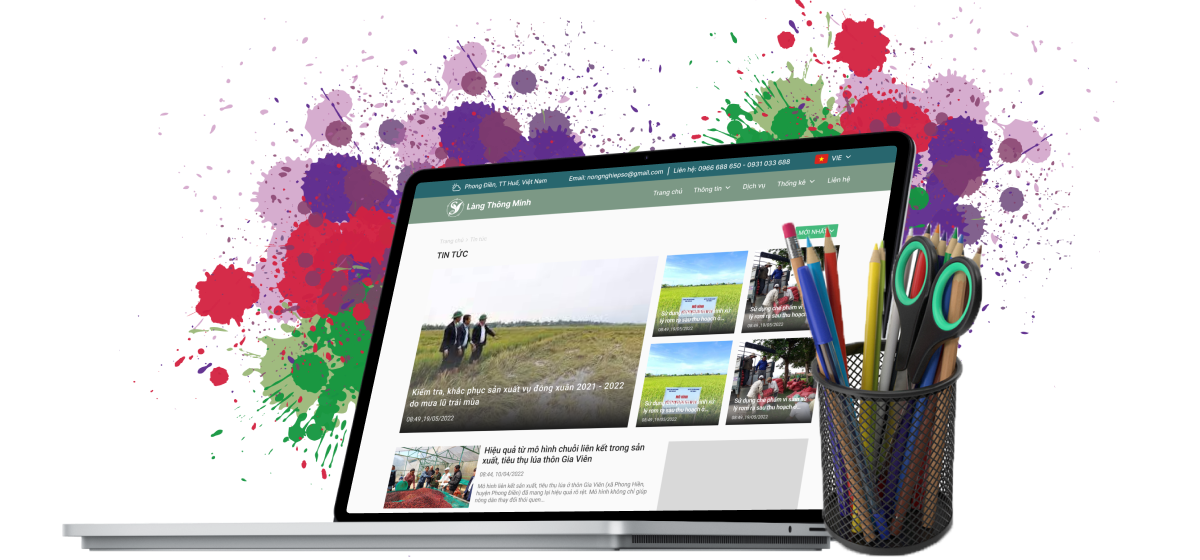 Phong Điền, TT Huế, Việt Nam
Email: nongnghiepso@gmail.com | Liên hệ: 0966 688 650 - 0931 033 688
VIE
Làng Thông Minh
Trang chủ Thông tin Dịch vụ Thống kê Liên hệ
Trang chủ > Tin tức
TIN TỨC
MỚI NHẤT
Kiểm tra, khắc phục sản xuất vụ đông xuân 2021 - 2022
do mưa lũ trái mùa
08:49 ,19/05/2022
Sử dụng chế phẩm vi sinh xử
lý rơm rạ sau thu hoạch ở...
08:49 ,19/05/2022
Sử dụng chế phẩm vi
lý rơm rạ sau thu hoạch
08:49 ,19/05/2022
Sử dụng chế phẩm vi sinh xử
lý rơm rạ sau thu hoạch ở...
08:49 ,19/05/2022
Sử dụng chế phẩm vi sinh xử
lý rơm rạ sau thu hoạch ở...
08:49 ,19/05/2022
Hiệu quả từ mô hình chuỗi liên kết trong sản
xuất, tiêu thụ lúa thôn Gia Viên
08:44, 10/04/2022
Mô hình liên kết sản xuất, tiêu thụ lúa ở thôn Gia Viên (xã Phong Hiền,
huyện Phong Điền) đã mang lại hiệu quả rõ rệt. Mô hình không chỉ giúp
nông dân thay đổi thói quen...